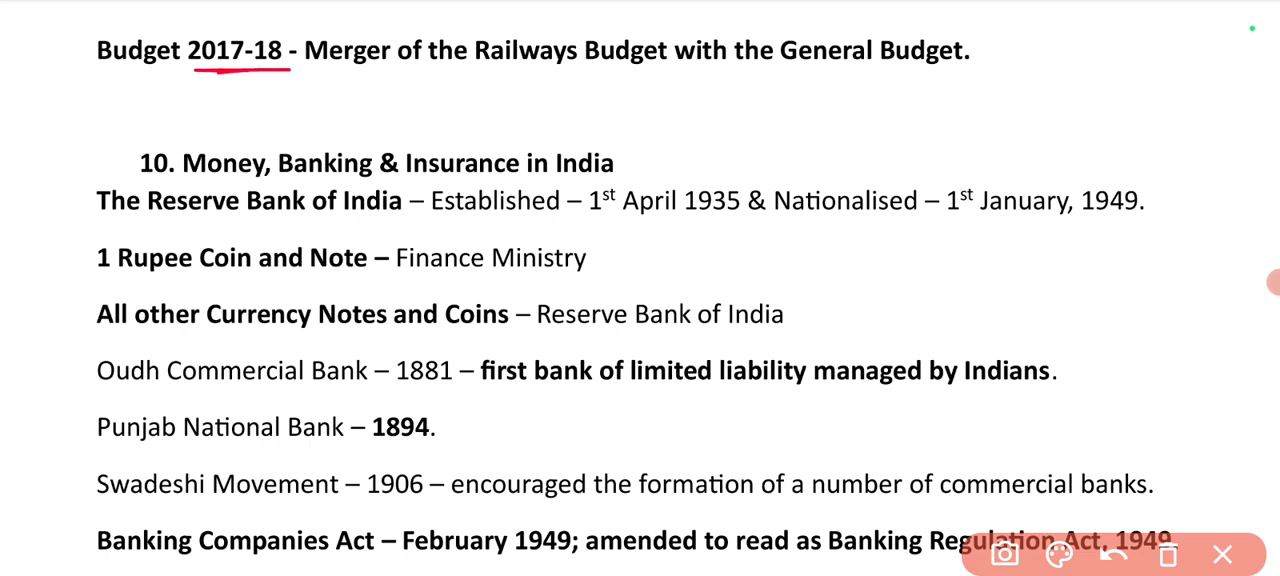 Budget 2017-18 - Merger of the Railways Budget with the General Budget.
10. Money, Banking & Insurance in India
The Reserve Bank of India – Established – 1st April 1935 & Nationalised – 1st January, 1949.
1 Rupee Coin and Note – Finance Ministry
All other Currency Notes and Coins – Reserve Bank of India
Oudh Commercial Bank – 1881 – first bank of limited liability managed by Indians.
Punjab National Bank – 1894.
Swadeshi Movement – 1906 – encouraged the formation of a number of commercial banks.
Banking Companies Act – February 1949; amended to read as Banking Regulation Act, 1949.